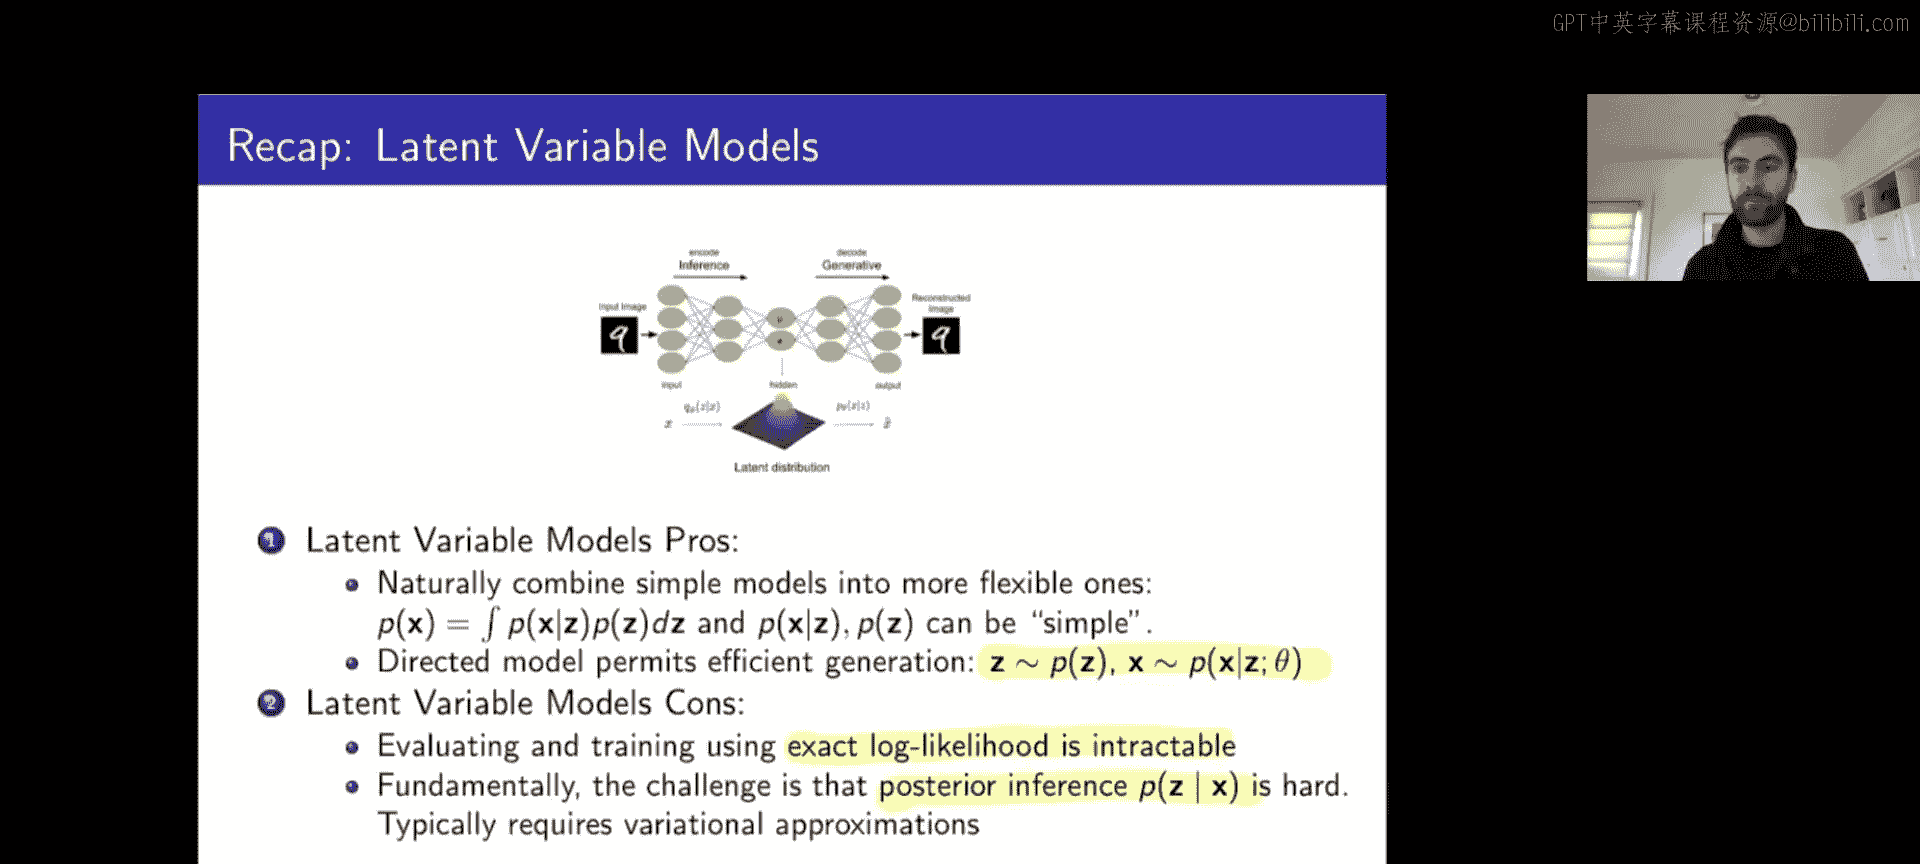 GPT中英字幕课程资源@bilibili.com
Recap: Latent Variable Models
encode
Inference
decode
Generative
Input Image
Reconstructed
Image
input
hidden
output
x
Latent distribution
1 Latent Variable Models Pros:
Naturally combine simple models into more flexible ones:
p(x) = ∫ p(x|z)p(z)dz and p(x|z), p(z) can be “simple”.
Directed model permits efficient generation: z ∼ p(z), x ∼ p(x|z; θ)
2 Latent Variable Models Cons:
Evaluating and training using exact log-likelihood is intractable
Fundamentally, the challenge is that posterior inference p(z | x) is hard.
Typically requires variational approximations